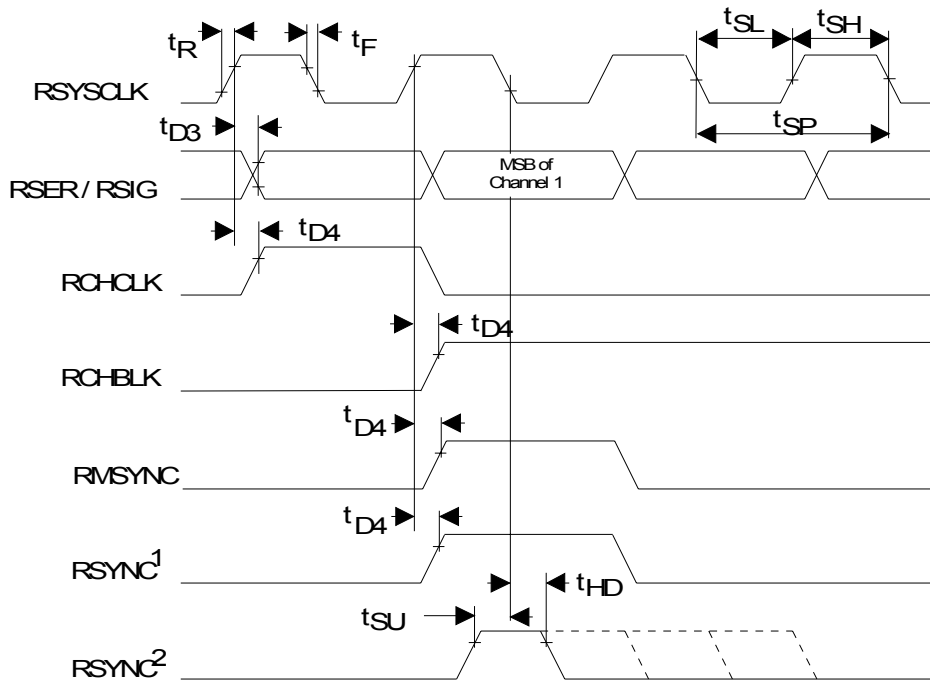 tR
tF
tSL
tSH
RSYSCLK
tSP
tD3
RSER / RSIG
MSB of
Channel 1
tD4
RCHCLK
tD4
RCHBLK
tD4
RMSYNC
tD4
RSYNC1
tHD
tSU
RSYNC2